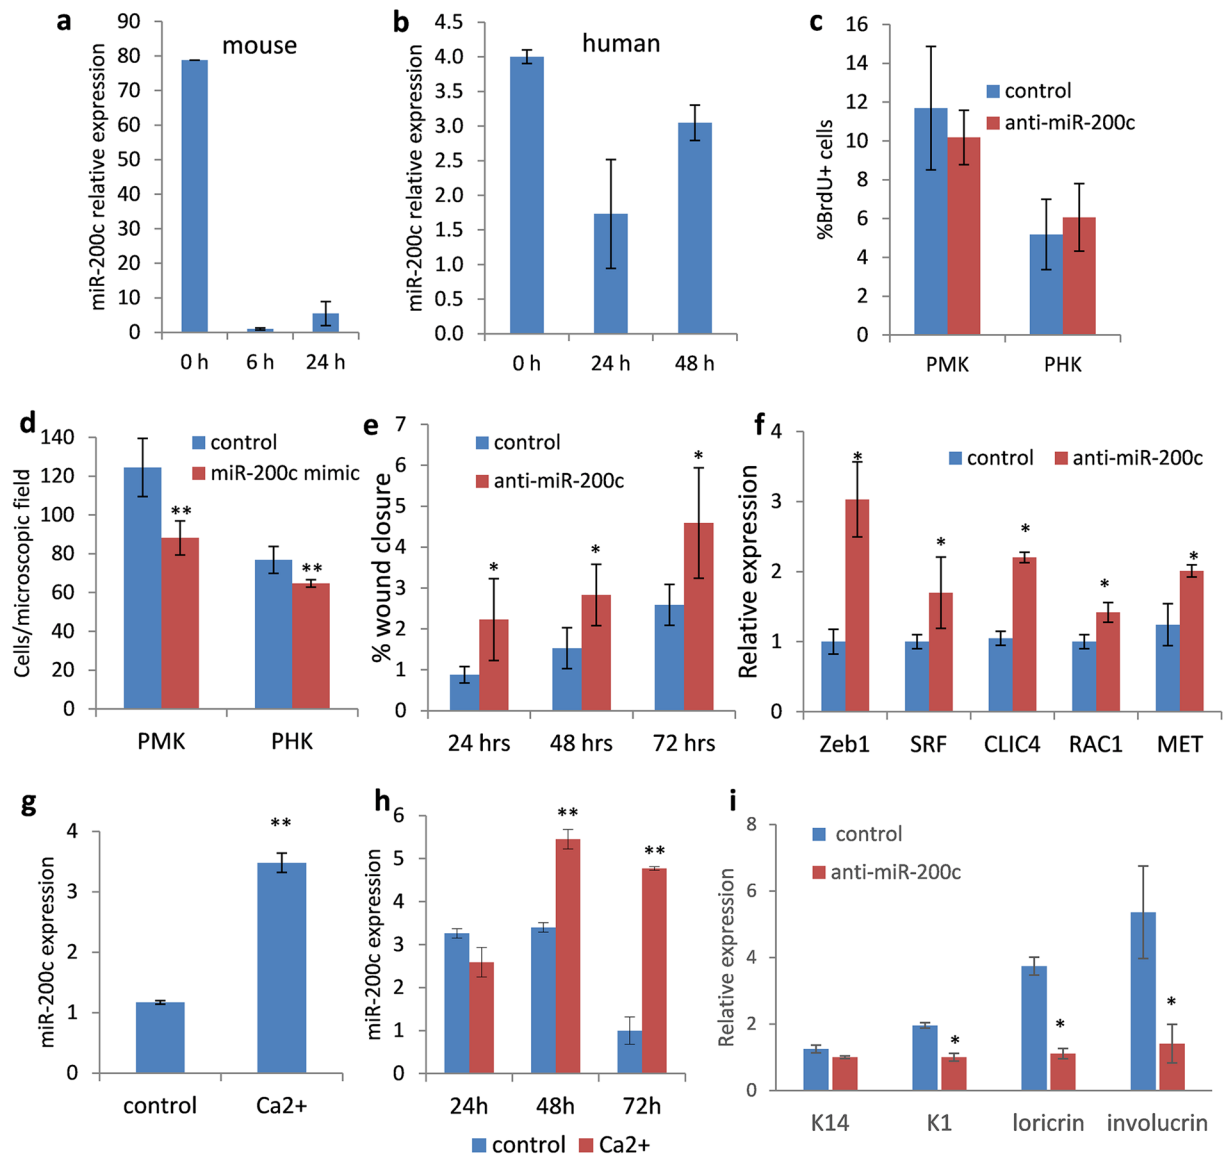 a
mouse
miR-200c relative expression
90
80
70
60
50
40
30
20
10
0
0 h 6 h 24 h
b
human
miR-200c relative expression
4.5
4.0
3.5
3.0
2.5
2.0
1.5
1.0
0.5
0.0
0 h 24 h 48 h
c
%BrdU+ cells
16
14
12
10
8
6
4
2
0
control
anti-miR-200c
PMK PHK
d
Cells/microscopic field
140
120
100
80
60
40
20
0
control
miR-200c mimic
**
**
PMK PHK
e
% wound closure
7
6
5
4
3
2
1
0
control
anti-miR-200c
*
*
*
24 hrs 48 hrs 72 hrs
f
Relative expression
4
3
2
1
0
control anti-miR-200c
*
*
*
*
*
Zeb1 SRF CLIC4 RAC1 MET
g
miR-200c expression
4
3
2
1
0
**
control Ca2+
h
miR-200c expression
6
5
4
3
2
1
0
**
**
24h 48h 72h
control Ca2+
i
Relative expression
8
6
4
2
0
control
anti-miR-200c
*
*
*
K14 K1 loricrin involucrin